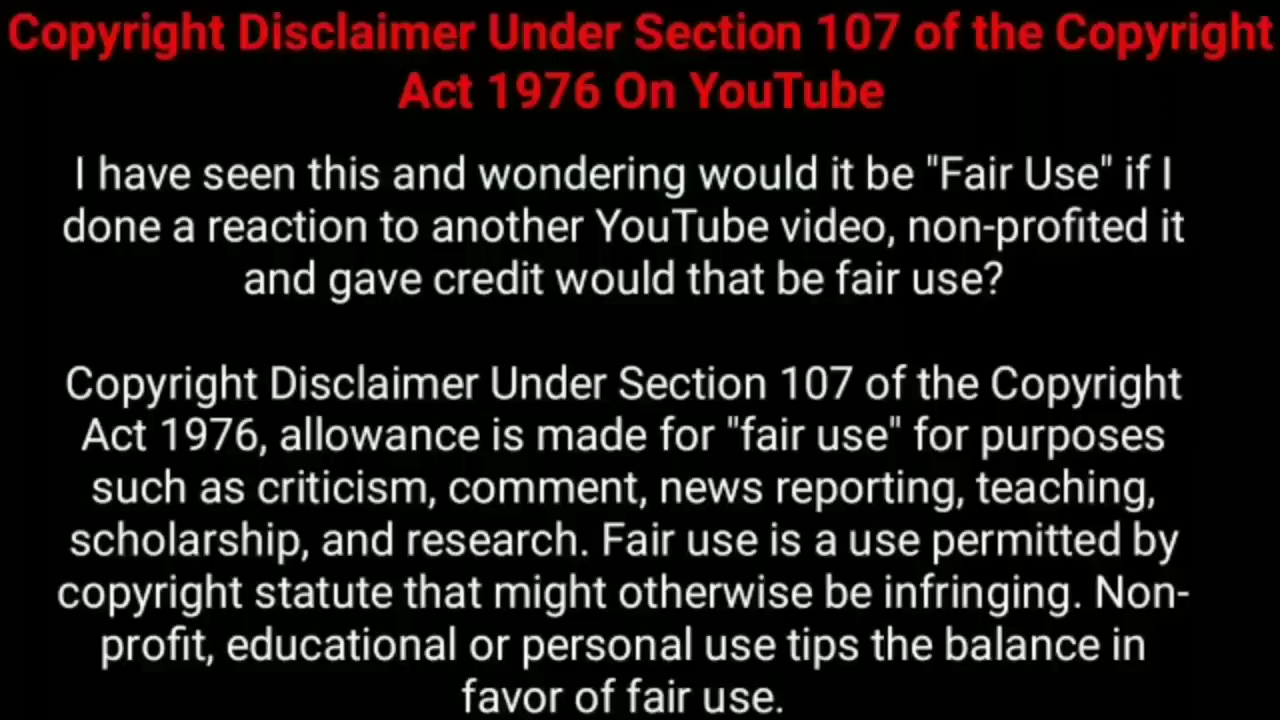 Copyright Disclaimer Under Section 107 of the Copyright
Act 1976 On YouTube
I have seen this and wondering would it be "Fair Use" if I
done a reaction to another YouTube video, non-profited it
and gave credit would that be fair use?
Copyright Disclaimer Under Section 107 of the Copyright
Act 1976, allowance is made for "fair use" for purposes
such as criticism, comment, news reporting, teaching,
scholarship, and research. Fair use is a use permitted by
copyright statute that might otherwise be infringing. Non-
profit, educational or personal use tips the balance in
favor of fair use.